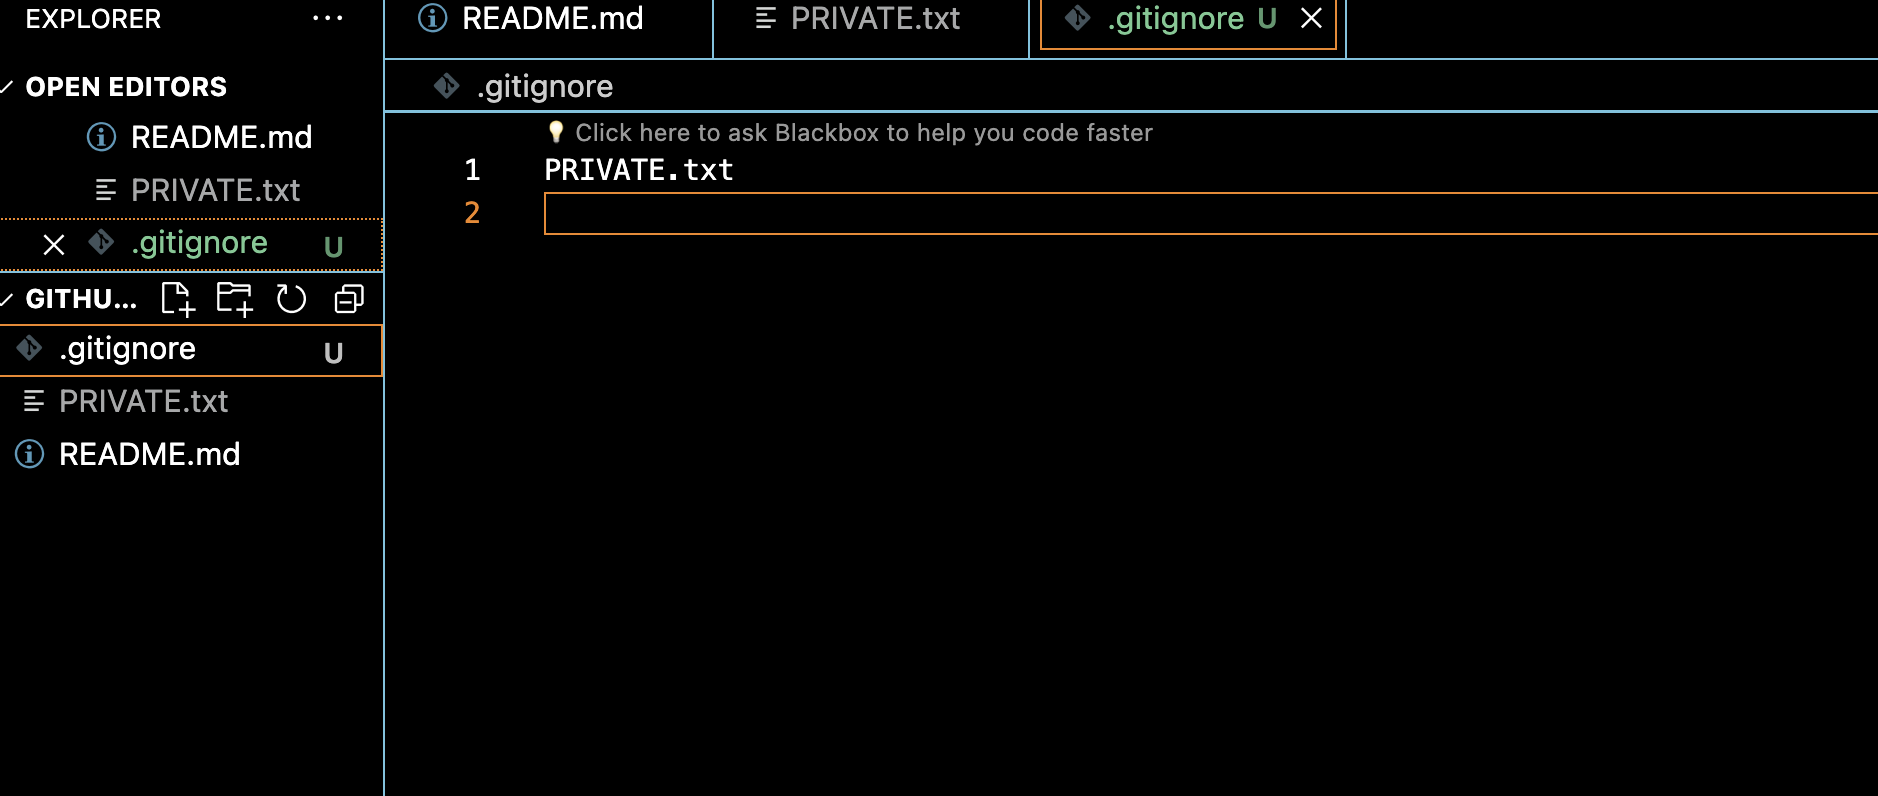 EXPLORER ...
OPEN EDITORS
README.md
PRIVATE.txt
.gitignore U
GITHU...
.gitignore U
PRIVATE.txt
README.md
README.md PRIVATE.txt .gitignore U
.gitignore
Click here to ask Blackbox to help you code faster
1 PRIVATE.txt
2